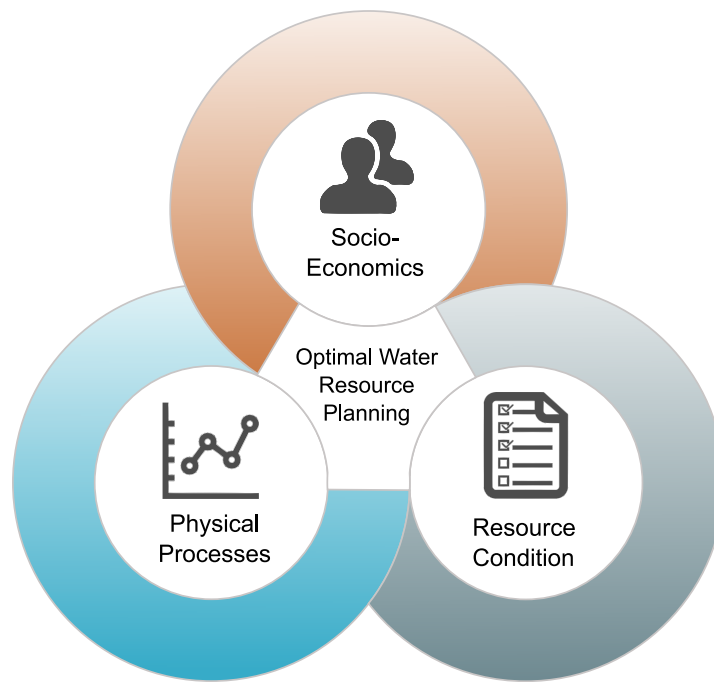 Socio-
Economics
Optimal Water
Resource
Planning
Physical
Processes
Resource
Condition